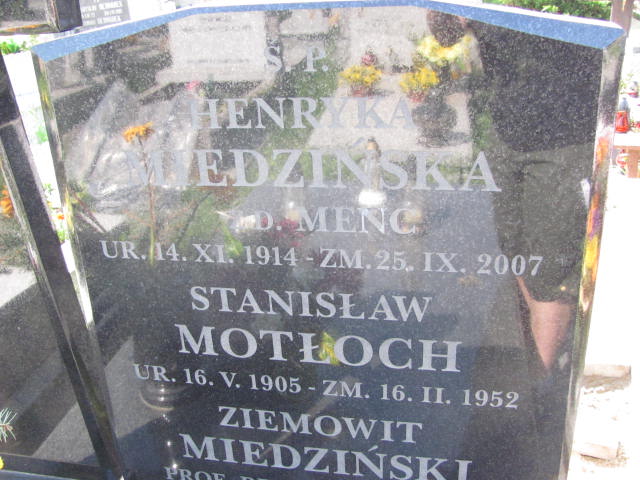 Ś. P.
HENRYKA
MIEDZIŃSKA
D. MENC
UR. 14. XI. 1914 - ZM. 25. IX. 2007
STANISŁAW
MOTŁOCH
UR. 16. V. 1905 - ZM. 16. II. 1952
ZIEMOWIT
MIEDZIŃSKI
PROF.